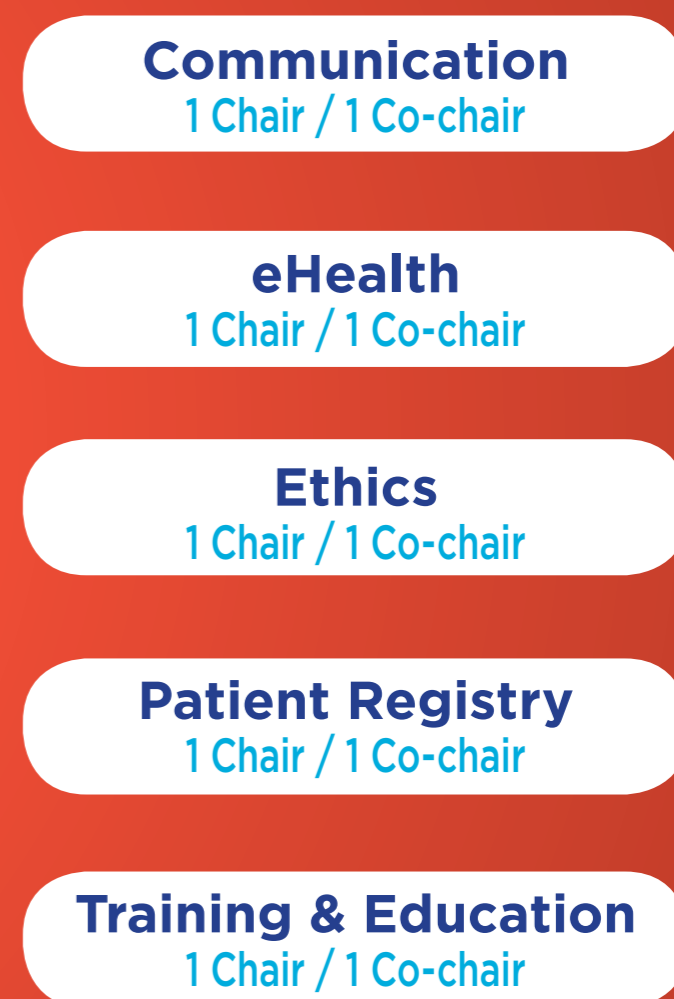 Communication
1 Chair / 1 Co-chair
eHealth
1 Chair / 1 Co-chair
Ethics
1 Chair / 1 Co-chair
Patient Registry
1 Chair / 1 Co-chair
Training & Education
1 Chair / 1 Co-chair